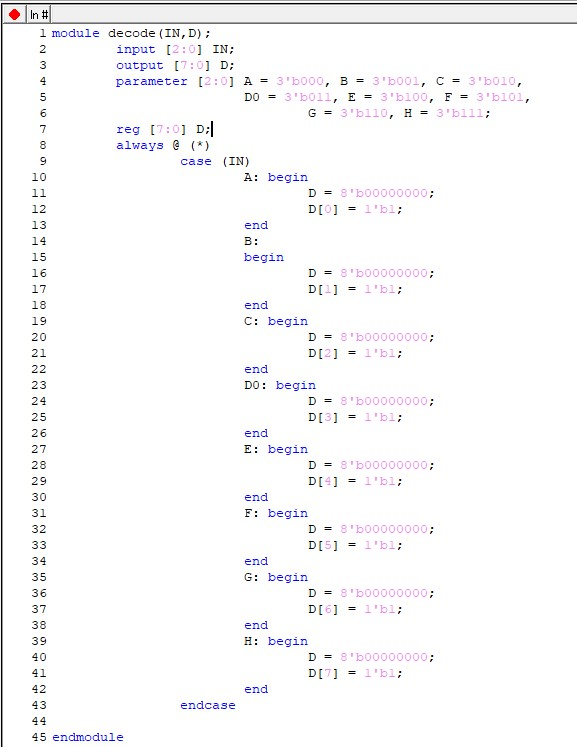 In #
1 module decode(IN,D);
2 input [2:0] IN;
3 output [7:0] D;
4 parameter [2:0] A = 3'b000, B = 3'b001, C = 3'b010,
5 D0 = 3'b011, E = 3'b100, F = 3'b101,
6 G = 3'b110, H = 3'b111;
7 reg [7:0] D;
8 always @ (*)
9 case (IN)
10 A: begin
11 D = 8'b00000000;
12 D[0] = 1'b1;
13 end
14 B:
15 begin
16 D = 8'b00000000;
17 D[1] = 1'b1;
18 end
19 C: begin
20 D = 8'b00000000;
21 D[2] = 1'b1;
22 end
23 D0: begin
24 D = 8'b00000000;
25 D[3] = 1'b1;
26 end
27 E: begin
28 D = 8'b00000000;
29 D[4] = 1'b1;
30 end
31 F: begin
32 D = 8'b00000000;
33 D[5] = 1'b1;
34 end
35 G: begin
36 D = 8'b00000000;
37 D[6] = 1'b1;
38 end
39 H: begin
40 D = 8'b00000000;
41 D[7] = 1'b1;
42 end
43 endcase
44
45 endmodule